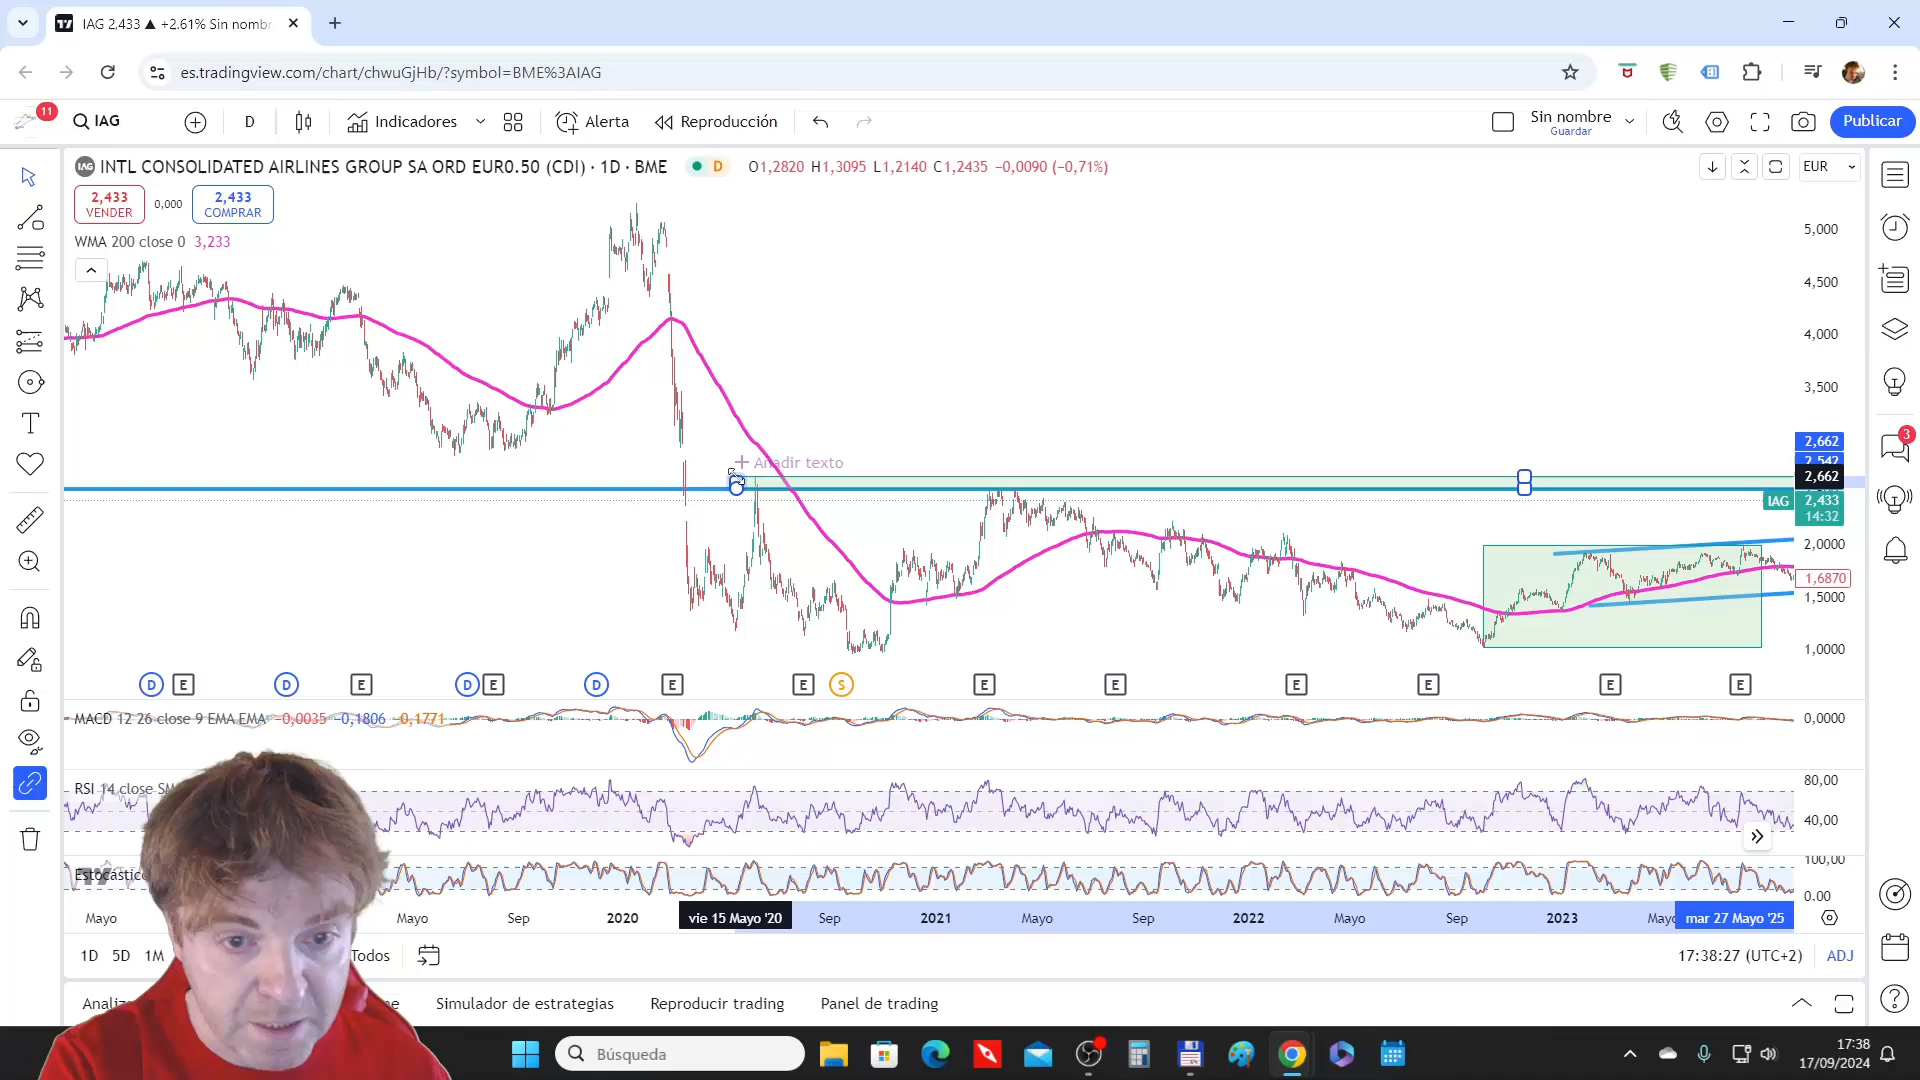 IAG 2,433 ▲ +2.61% Sin nombr
es.tradingview.com/chart/chwuGjHb/?symbol=BME%3AIAG
11
IAG
D
Indicadores
Alerta
Reproducción
Sin nombre
Guardar
Publicar
INTL CONSOLIDATED AIRLINES GROUP SA ORD EUR0.50 (CDI) · 1D · BME
D
O1,2820 H1,3095 L1,2140 C1,2435 −0,0090 (−0,71%)
EUR
2,433
VENDER
0,000
2,433
COMPRAR
WMA 200 close 0 3,233
5,000
4,500
4,000
3,500
2,662
2,542
2,662
IAG 2,433
14:32
2,0000
1,6870
1,5000
1,0000
Añadir texto
3
D E D E D E D E E S E E E E E E
MACD 12 26 close 9 EMA EMA −0,0035 −0,1806 −0,1771
0,0000
RSI 14 close SM
80,00
40,00
Estocástic
100,00
0.00
Mayo Mayo Sep 2020 vie 15 Mayo '20 Sep 2021 Mayo Sep 2022 Mayo Sep 2023 Mayo mar 27 Mayo '25
1D 5D 1M Todos
17:38:27 (UTC+2) ADJ
Simulador de estrategias
Reproducir trading
Panel de trading
Búsqueda
17:38
17/09/2024